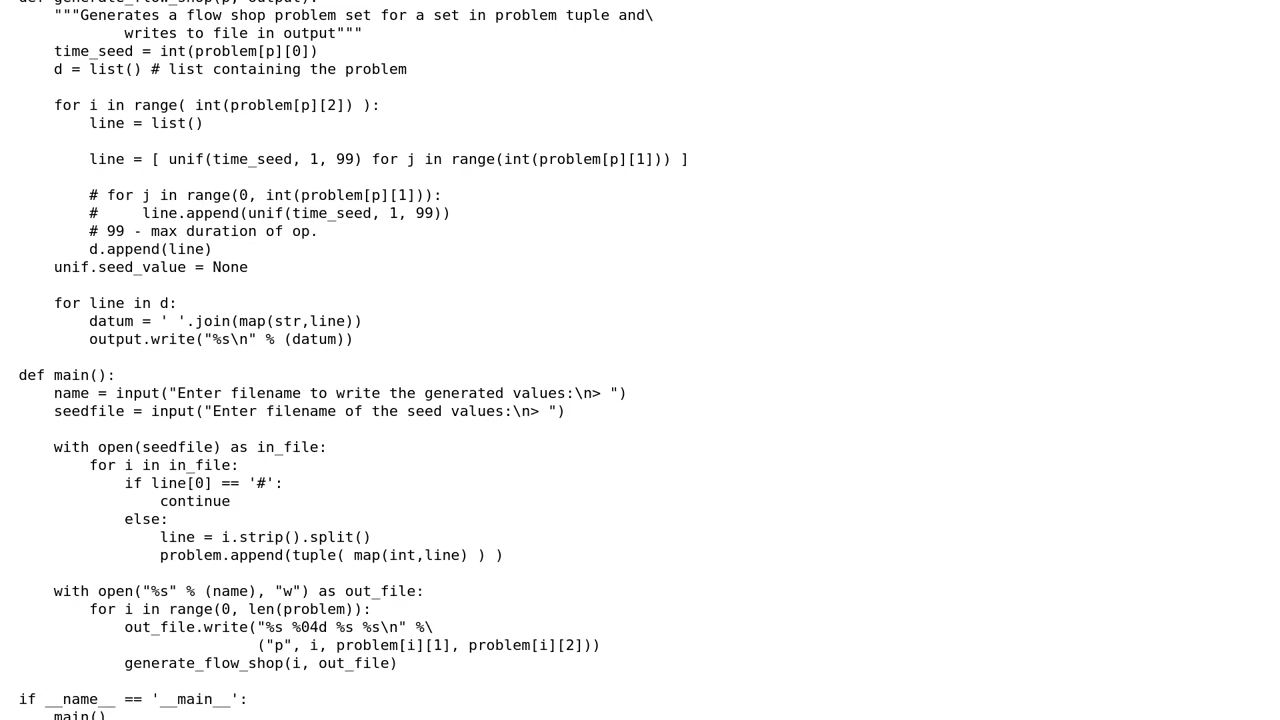 def generate_flow_shop(p, output):
    """Generates a flow shop problem set for a set in problem tuple and\
            writes to file in output"""
    time_seed = int(problem[p][0])
    d = list() # list containing the problem

    for i in range( int(problem[p][2]) ):
        line = list()

        line = [ unif(time_seed, 1, 99) for j in range(int(problem[p][1])) ]

        # for j in range(0, int(problem[p][1])):
        #     line.append(unif(time_seed, 1, 99))
        # 99 - max duration of op.
        d.append(line)
    unif.seed_value = None

    for line in d:
        datum = ' '.join(map(str,line))
        output.write("%s\n" % (datum))

def main():
    name = input("Enter filename to write the generated values:\n> ")
    seedfile = input("Enter filename of the seed values:\n> ")

    with open(seedfile) as in_file:
        for i in in_file:
            if line[0] == '#':
                continue
            else:
                line = i.strip().split()
                problem.append(tuple( map(int,line) ) )

    with open("%s" % (name), "w") as out_file:
        for i in range(0, len(problem)):
            out_file.write("%s %04d %s %s\n" %\
                           ("p", i, problem[i][1], problem[i][2]))
            generate_flow_shop(i, out_file)

if __name__ == '__main__':
    main()